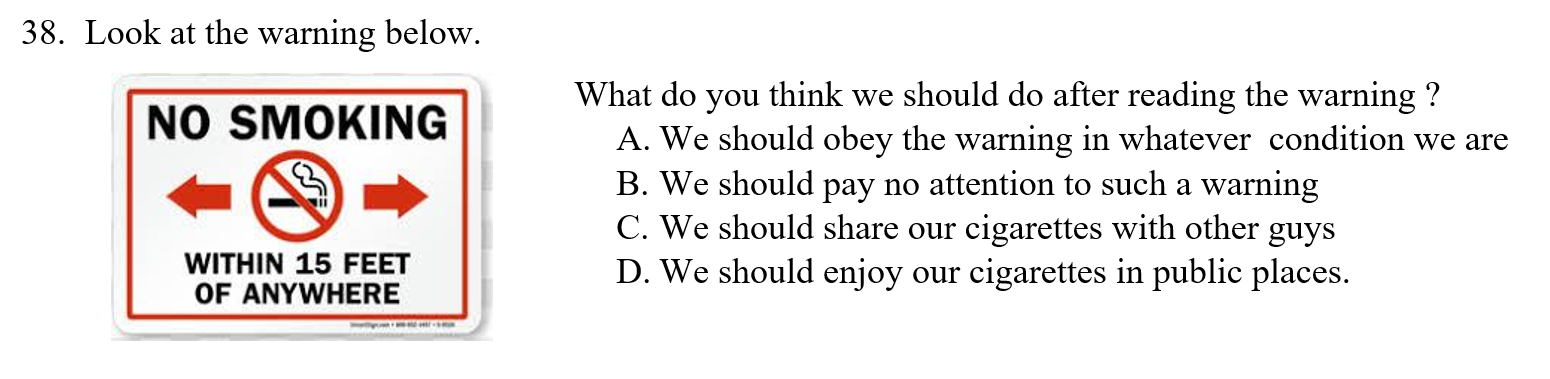 38. Look at the warning below.
NO SMOKING
WITHIN 15 FEET
OF ANYWHERE
What do you think we should do after reading the warning ?
A. We should obey the warning in whatever condition we are
B. We should pay no attention to such a warning
C. We should share our cigarettes with other guys
D. We should enjoy our cigarettes in public places.